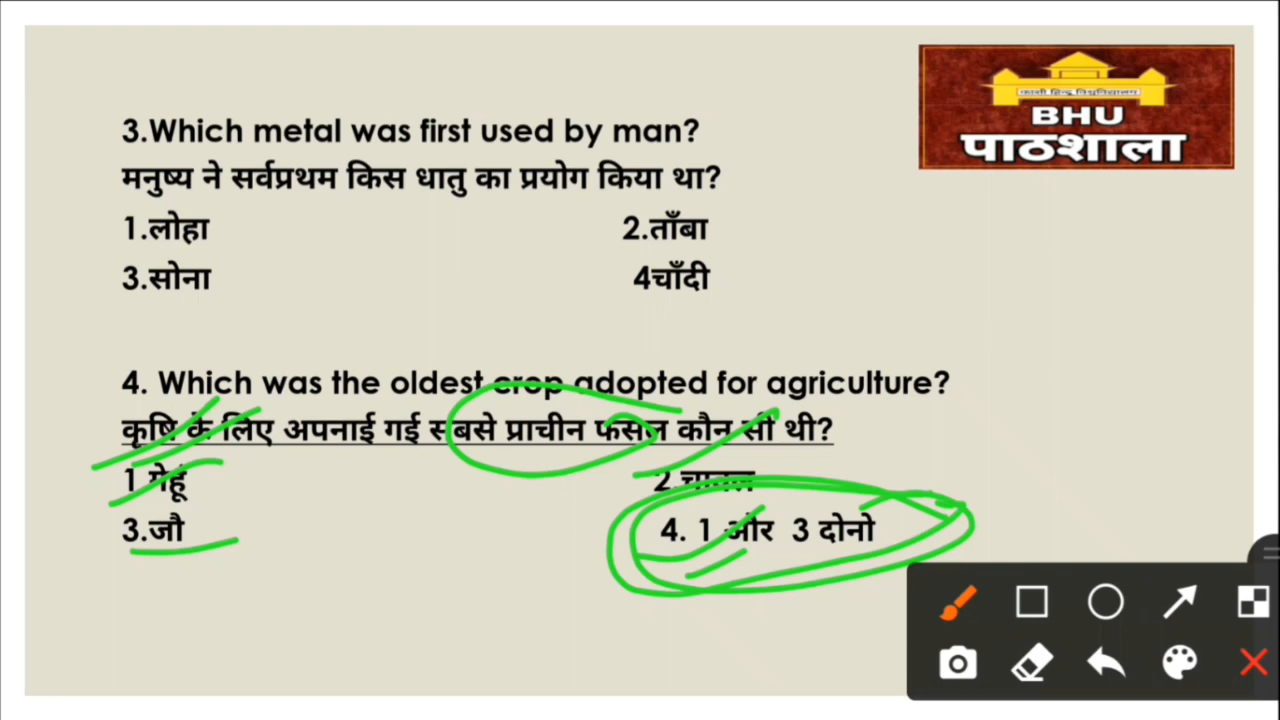 काशी हिन्दू विश्वविद्यालय
BHU
पाठशाला
3.Which metal was first used by man?
मनुष्य ने सर्वप्रथम किस धातु का प्रयोग किया था?
1.लोहा 2.ताँबा
3.सोना 4चाँदी
4. Which was the oldest crop adopted for agriculture?
कृषि के लिए अपनाई गई सबसे प्राचीन फसल कौन सी थी?
1.गेहूं 2.चावल
3.जौ 4. 1 और 3 दोनो